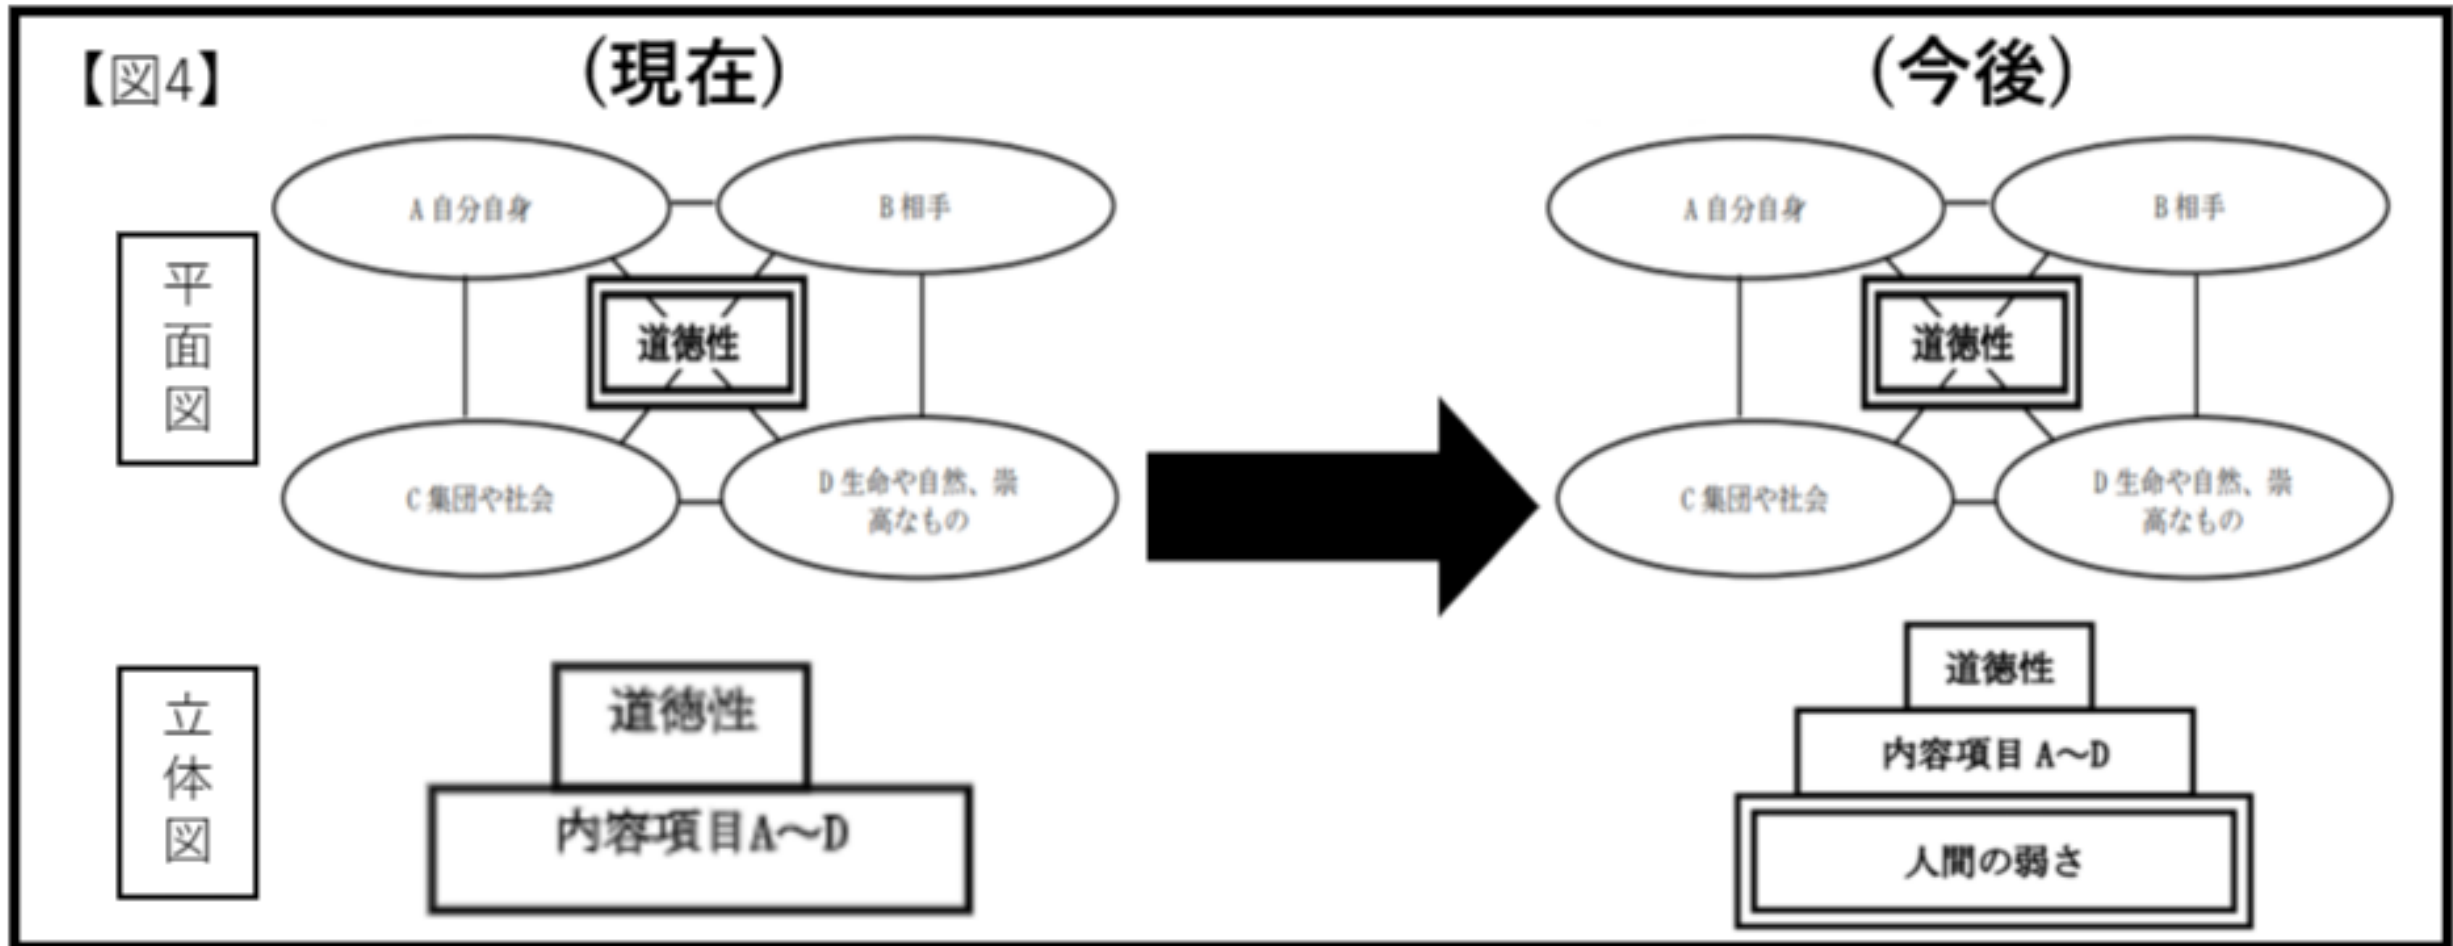 【図4】
(現在)
(今後)
平面図
A 自分自身
B 相手
道徳性
C 集団や社会
D 生命や自然、崇
高なもの
A 自分自身
B 相手
道徳性
C 集団や社会
D 生命や自然、崇
高なもの
立体図
道徳性
内容項目A～D
道徳性
内容項目 A～D
人間の弱さ